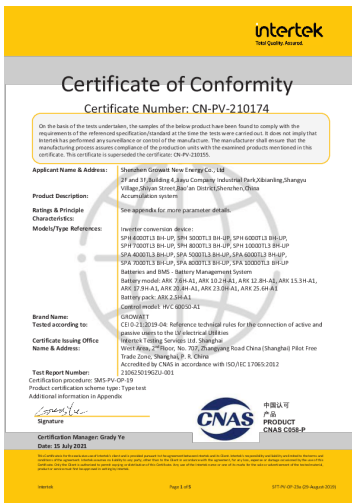 intertek
Total Quality. Assured.
Certificate of Conformity
Certificate Number: CN-PV-210174
On the basis of the tests undertaken, the samples of the below product have been found to comply with the
requirements of the referenced specification/standard at the time the tests were carried out. It does not imply that
Intertek has performed any surveillance or control of the manufacture. The manufacturer shall ensure that the
manufacturing process assures compliance of the production units with the examined products mentioned in this
certificate. This certificate is superseded the certificate: CN-PV-210155.
Applicant Name & Address: Shenzhen Growatt New Energy Co., Ltd
2F and 3F, Building 4, Jiayu Company Industrial Park, Xibianling, Shangwu
Village, Shiyan Street, Bao'an District, Shenzhen, China
Product Description: Accumulation system
Ratings & Principle Characteristics: See appendix for more parameter details.
Models/Type References: Inverter conversion device:
SPH 4000TL3 BH-UP, SPH 5000TL3 BH-UP, SPH 6000TL3 BH-UP
SPH 7000TL3 BH-UP, SPH 8000TL3 BH-UP, SPH 10000TL3 BH-UP
SPA 4000TL3 BH-UP, SPA 5000TL3 BH-UP, SPA 6000TL3 BH-UP,
SPA 7000TL3 BH-UP, SPA 8000TL3 BH-UP, SPA 10000TL3 BH-UP
Batteries and BMS - Battery Management System
Battery model: ARK 7.6H-A1, ARK 10.2H-A1, ARK 12.8H-A1, ARK 15.3H-A1,
ARK 17.9H-A1, ARK 20.4H-A1, ARK 23.0H-A1, ARK 25.6H-A1
Battery pack: ARK 2.5H-A1
Control model: HVC 60050-A1
Brand Name: GROWATT
Tested according to: CEI 0-21:2019-04: Reference technical rules for the connection of active and
passive users to the LV electrical Utilities
Certificate Issuing Office Name & Address: Intertek Testing Services Ltd. Shanghai
West Area, 2nd Floor, No. 707, Zhangyang Road China (Shanghai) Pilot Free
Trade Zone, Shanghai, P. R. China
Accredited by CNAS in accordance with ISO/IEC 17065:2012
Test Report Number: 210625019GZU-001
Certification procedure: SMS-PV-OP-19
Product certification scheme type: Type test
Additional information in Appendix
Signature
CNAS
中国认可
产品
PRODUCT
CNAS C058-P
Certification Manager: Grady Ye
Date: 15 July 2021
Intertek
Page 1 of 5
STT-PV-OP-23a (29-August 2019)